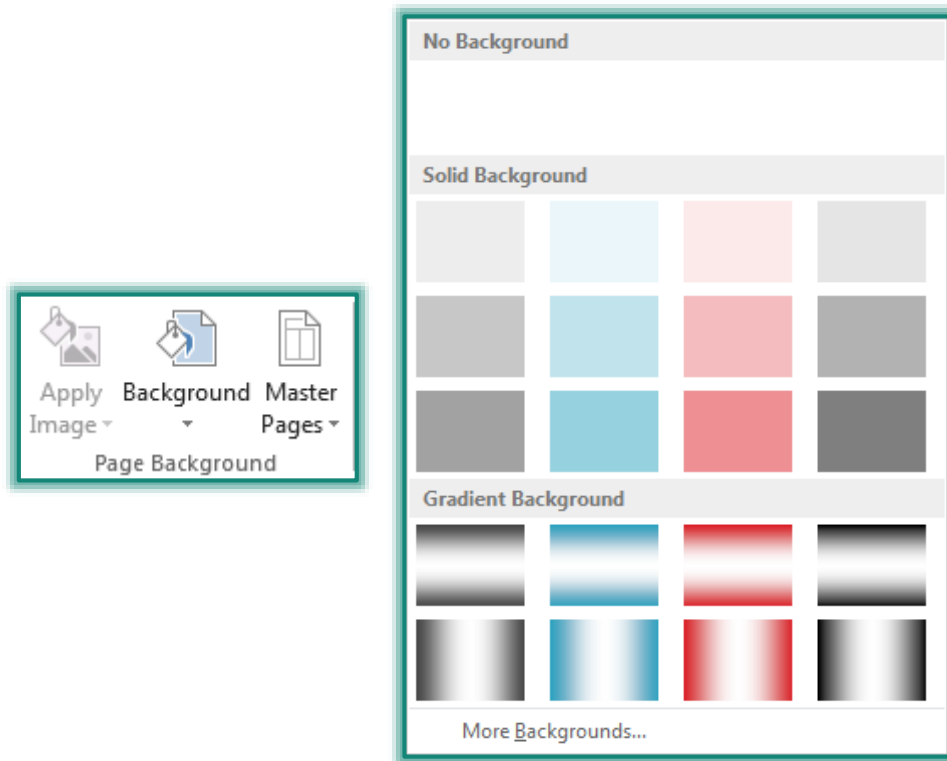 Apply Image
Background
Master Pages
Page Background
No Background
Solid Background
Gradient Background
More Backgrounds...